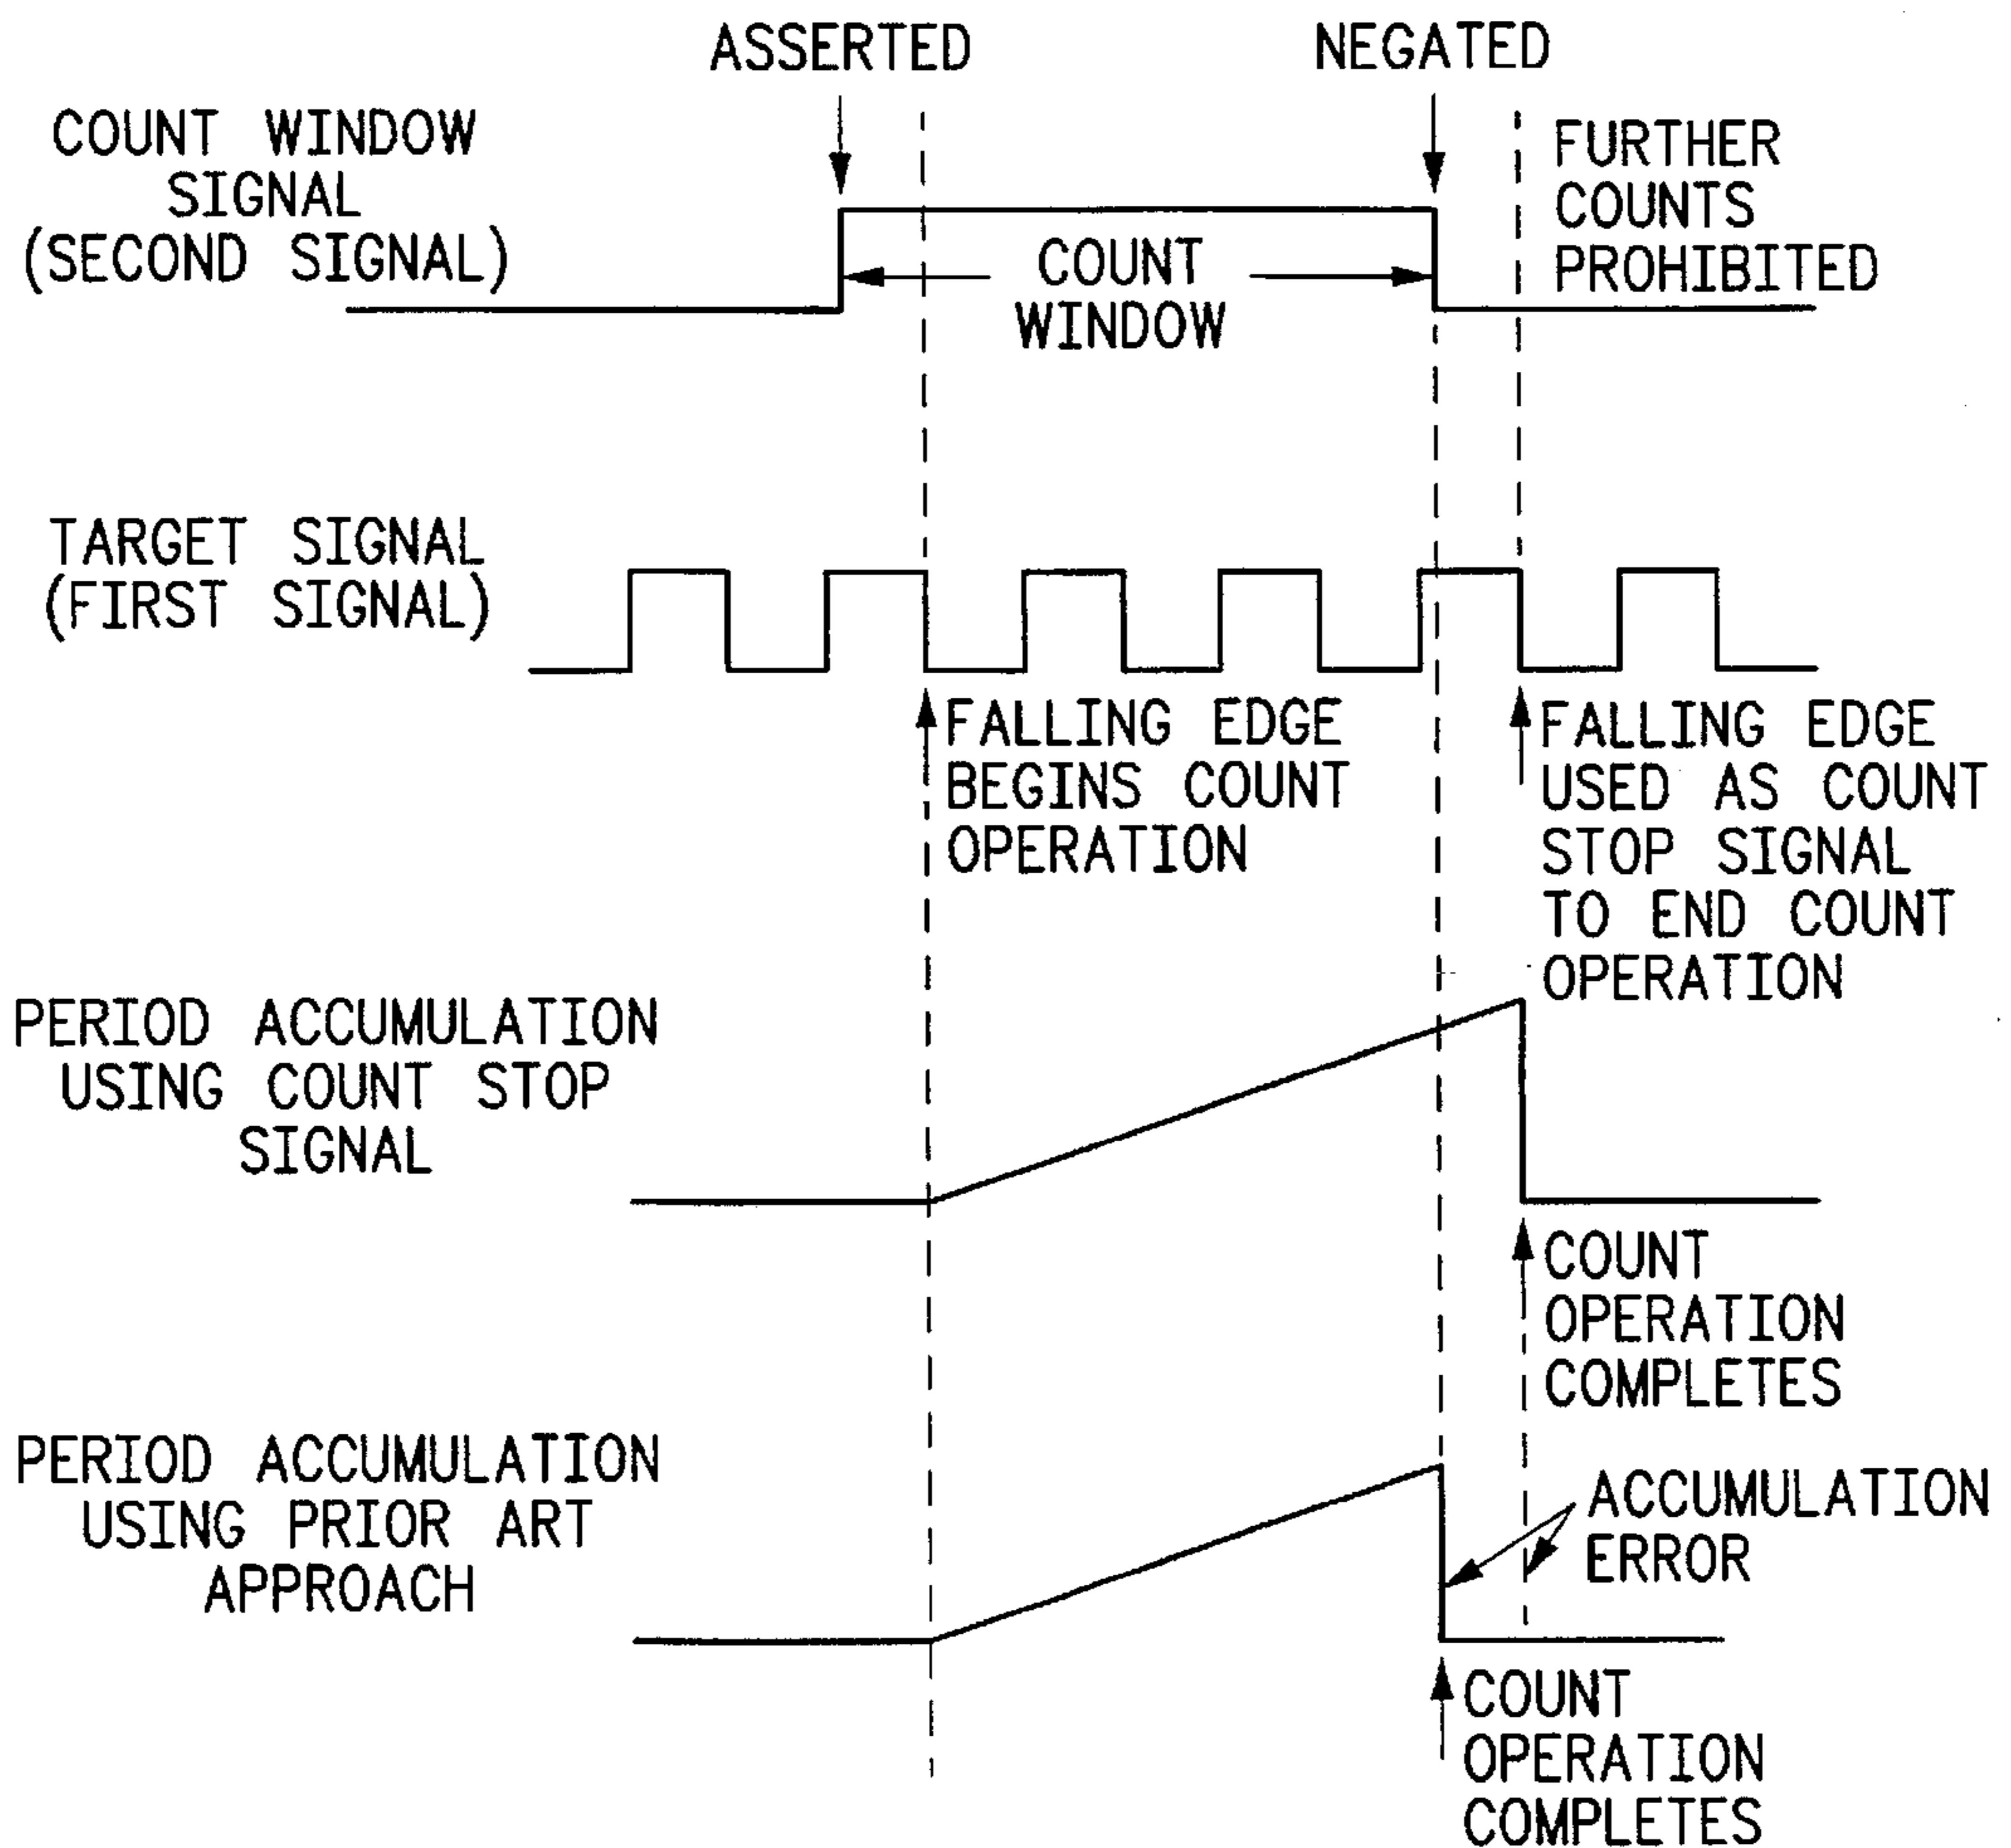 ASSERTED
NEGATED
COUNT WINDOW
SIGNAL
(SECOND SIGNAL)
COUNT
WINDOW
FURTHER
COUNTS
PROHIBITED
TARGET SIGNAL
(FIRST SIGNAL)
FALLING EDGE
BEGINS COUNT
OPERATION
FALLING EDGE
USED AS COUNT
STOP SIGNAL
TO END COUNT
OPERATION
PERIOD ACCUMULATION
USING COUNT STOP
SIGNAL
COUNT
OPERATION
COMPLETES
PERIOD ACCUMULATION
USING PRIOR ART
APPROACH
ACCUMULATION
ERROR
COUNT
OPERATION
COMPLETES